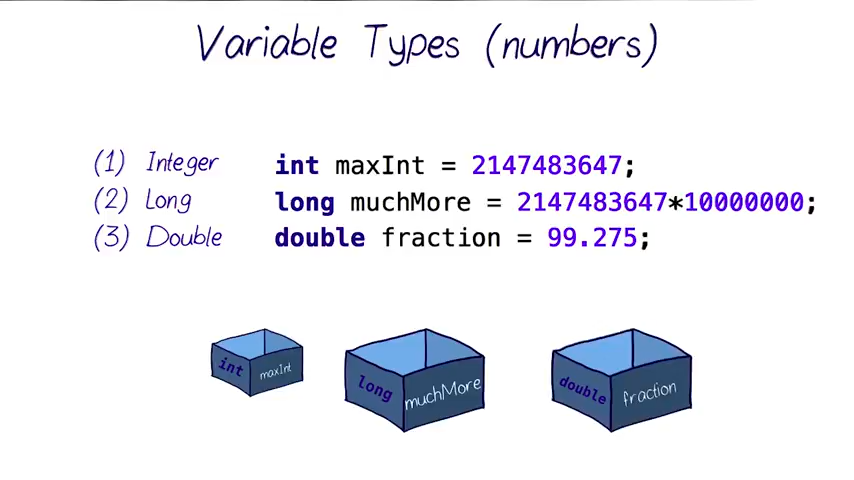 Variable Types (numbers)
(1) Integer int maxInt = 2147483647;
(2) Long long muchMore = 2147483647*10000000;
(3) Double double fraction = 99.275;
int maxInt long muchMore double fraction